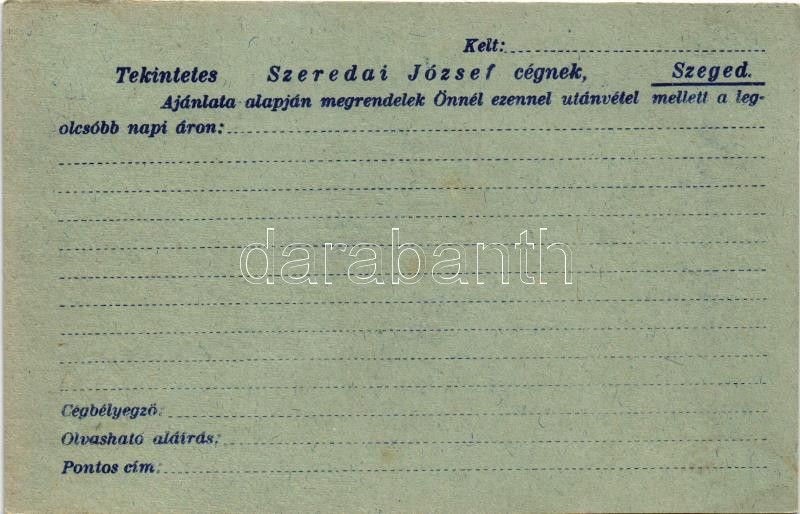 Kelt:
Tekintetes Szeredai József cégnek, Szeged.
Ajánlata alapján megrendelek Önnél ezennel utánvétel mellett a leg-
olcsóbb napi áron:
darabanth
Cégbélyegző:
Olvasható aláírás:
Pontos cím: